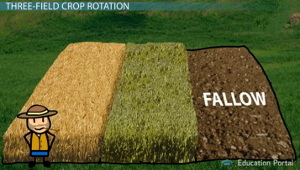 THREE-FIELD CROP ROTATION
FALLOW
Education Portal